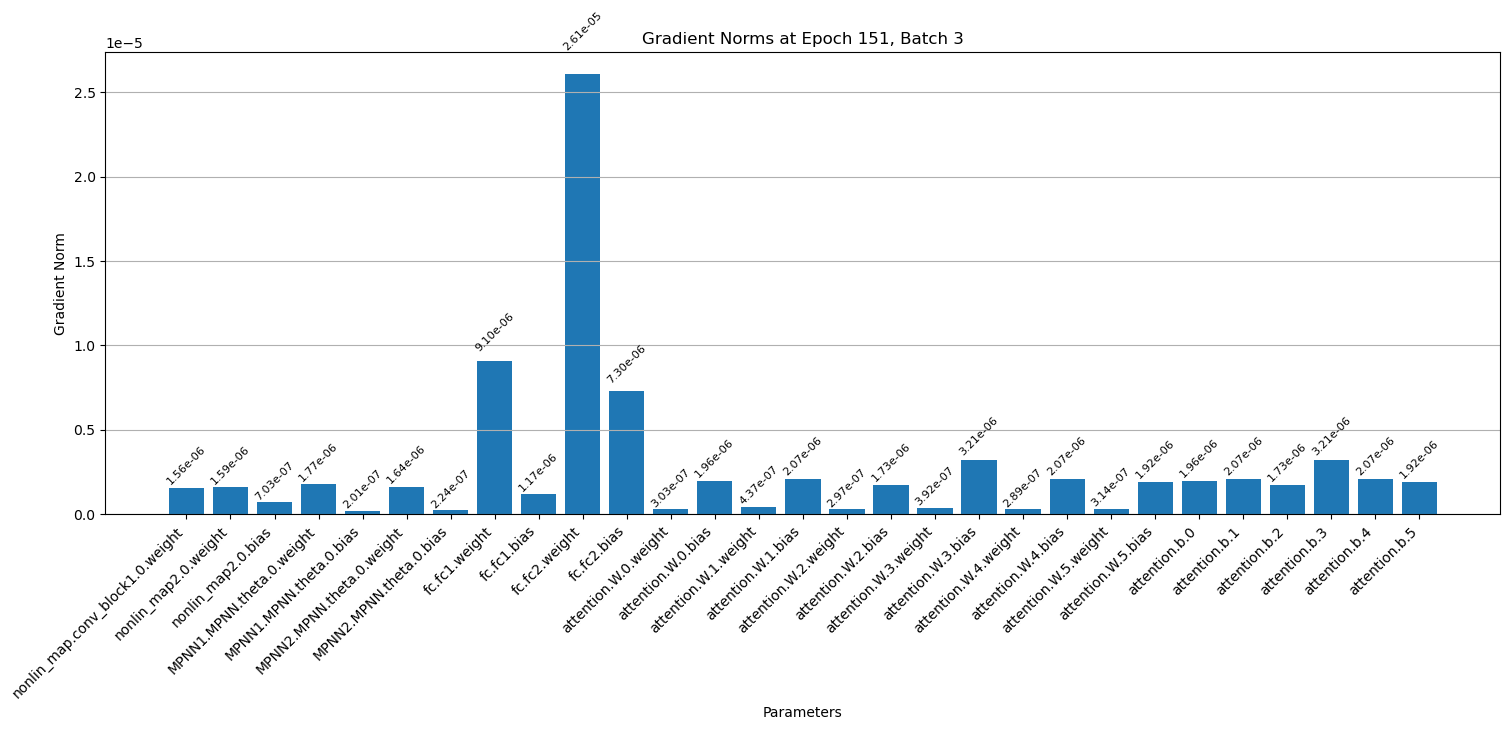 Gradient Norms at Epoch 151, Batch 3
1e−5
2.5
2.0
1.5
1.0
0.5
0.0
Gradient Norm
1.56e-06
1.59e-06
7.03e-07
1.77e-06
2.01e-07
1.64e-06
2.24e-07
9.10e-06
1.17e-06
2.61e-05
7.30e-06
3.03e-07
1.96e-06
4.37e-07
2.07e-06
2.97e-07
1.73e-06
3.92e-07
3.21e-06
2.89e-07
2.07e-06
3.14e-07
1.92e-06
1.96e-06
2.07e-06
1.73e-06
3.21e-06
2.07e-06
1.92e-06
nonlin_map.conv_block1.0.weight
nonlin_map2.0.weight
nonlin_map2.0.bias
MPNN1.MPNN.theta.0.weight
MPNN1.MPNN.theta.0.bias
MPNN2.MPNN.theta.0.weight
MPNN2.MPNN.theta.0.bias
fc.fc1.weight
fc.fc1.bias
fc.fc2.weight
fc.fc2.bias
attention.W.0.weight
attention.W.0.bias
attention.W.1.weight
attention.W.1.bias
attention.W.2.weight
attention.W.2.bias
attention.W.3.weight
attention.W.3.bias
attention.W.4.weight
attention.W.4.bias
attention.W.5.weight
attention.W.5.bias
attention.b.0
attention.b.1
attention.b.2
attention.b.3
attention.b.4
attention.b.5
Parameters